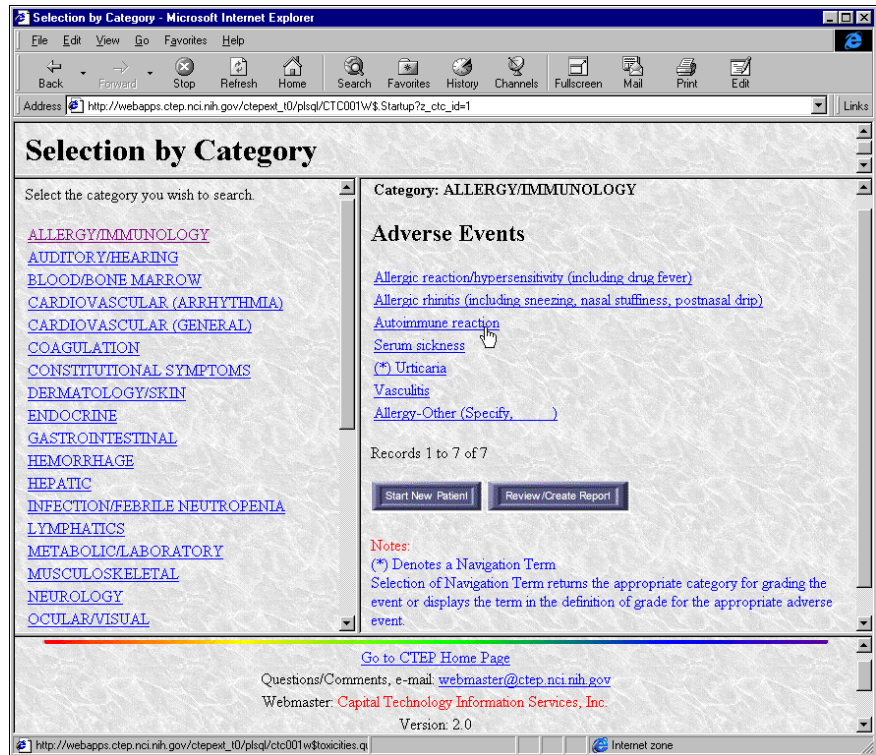 Selection by Category - Microsoft Internet Explorer
File Edit View Go Favorites Help
Back Forward Stop Refresh Home Search Favorites History Channels Fullscreen Mail Print Edit
Address http://webapps.ctep.nci.nih.gov/ctepext_t0/plsql/CTC001W$.Startup?z_ctc_id=1 Links
Selection by Category
Select the category you wish to search.
ALLERGY/IMMUNOLOGY
AUDITORY/HEARING
BLOOD/BONE MARROW
CARDIOVASCULAR (ARRHYTHMIA)
CARDIOVASCULAR (GENERAL)
COAGULATION
CONSTITUTIONAL SYMPTOMS
DERMATOLOGY/SKIN
ENDOCRINE
GASTROINTESTINAL
HEMORRHAGE
HEPATIC
INFECTION/FEBRILE NEUTROPENIA
LYMPHATICS
METABOLIC/LABORATORY
MUSCULOSKELETAL
NEUROLOGY
OCULAR/VISUAL
Category: ALLERGY/IMMUNOLOGY
Adverse Events
Allergic reaction/hypersensitivity (including drug fever)
Allergic rhinitis (including sneezing, nasal stuffiness, postnasal drip)
Autoimmune reaction
Serum sickness
(*) Urticaria
Vasculitis
Allergy-Other (Specify, )
Records 1 to 7 of 7
Start New Patient Review/Create Report
Notes:
(*) Denotes a Navigation Term
Selection of Navigation Term returns the appropriate category for grading the
event or displays the term in the definition of grade for the appropriate adverse
event.
Go to CTEP Home Page
Questions/Comments, e-mail: webmaster@ctep.nci.nih.gov
Webmaster: Capital Technology Information Services, Inc.
Version: 2.0
http://webapps.ctep.nci.nih.gov/ctepext_t0/plsql/ctc001w$toxicities.qu Internet zone